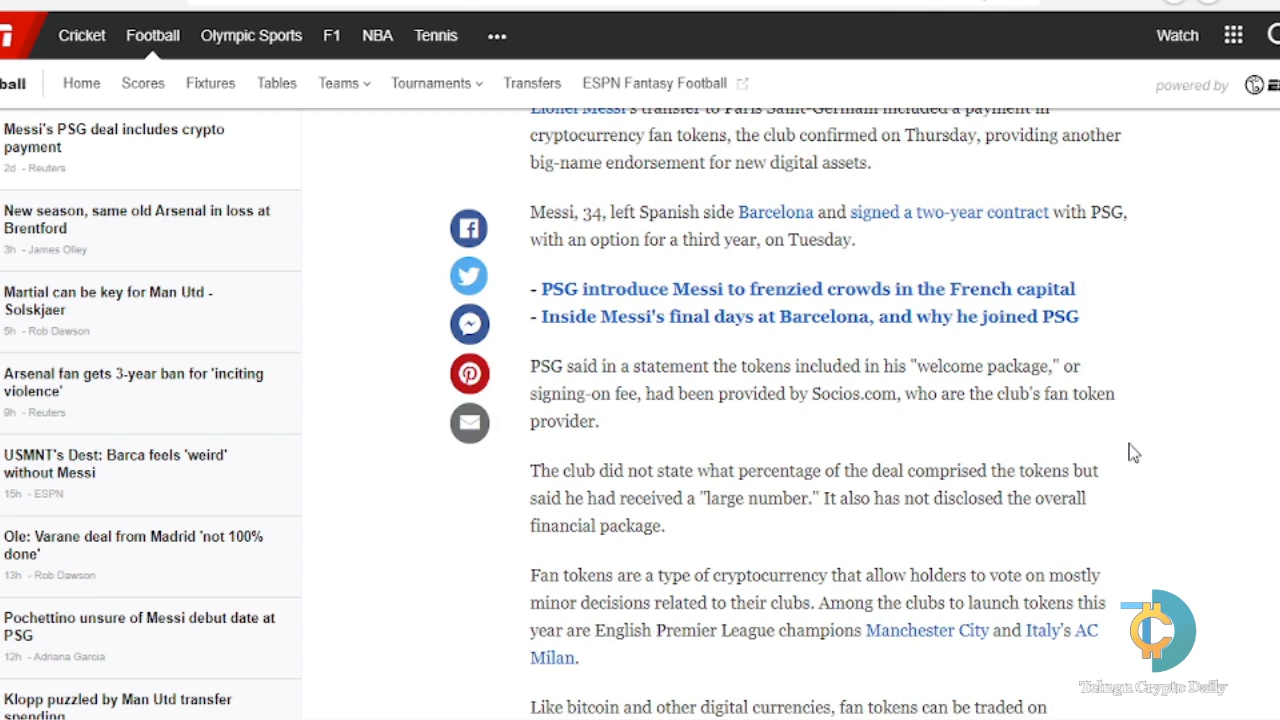 Cricket Football Olympic Sports F1 NBA Tennis ••• Watch
ball Home Scores Fixtures Tables Teams Tournaments Transfers ESPN Fantasy Football powered by
Messi's PSG deal includes crypto
payment
2d - Reuters
New season, same old Arsenal in loss at
Brentford
3h - James Olley
Martial can be key for Man Utd -
Solskjaer
5h - Rob Dawson
Arsenal fan gets 3-year ban for 'inciting
violence'
9h - Reuters
USMNT's Dest: Barca feels 'weird'
without Messi
15h - ESPN
Ole: Varane deal from Madrid 'not 100%
done'
13h - Rob Dawson
Pochettino unsure of Messi debut date at
PSG
12h - Adriana Garcia
Klopp puzzled by Man Utd transfer
spending
Lionel Messi's transfer to Paris Saint-Germain included a payment in
cryptocurrency fan tokens, the club confirmed on Thursday, providing another
big-name endorsement for new digital assets.
Messi, 34, left Spanish side Barcelona and signed a two-year contract with PSG,
with an option for a third year, on Tuesday.
- PSG introduce Messi to frenzied crowds in the French capital
- Inside Messi's final days at Barcelona, and why he joined PSG
PSG said in a statement the tokens included in his "welcome package," or
signing-on fee, had been provided by Socios.com, who are the club's fan token
provider.
The club did not state what percentage of the deal comprised the tokens but
said he had received a "large number." It also has not disclosed the overall
financial package.
Fan tokens are a type of cryptocurrency that allow holders to vote on mostly
minor decisions related to their clubs. Among the clubs to launch tokens this
year are English Premier League champions Manchester City and Italy's AC
Milan.
Like bitcoin and other digital currencies, fan tokens can be traded on
Telugu Crypto Daily